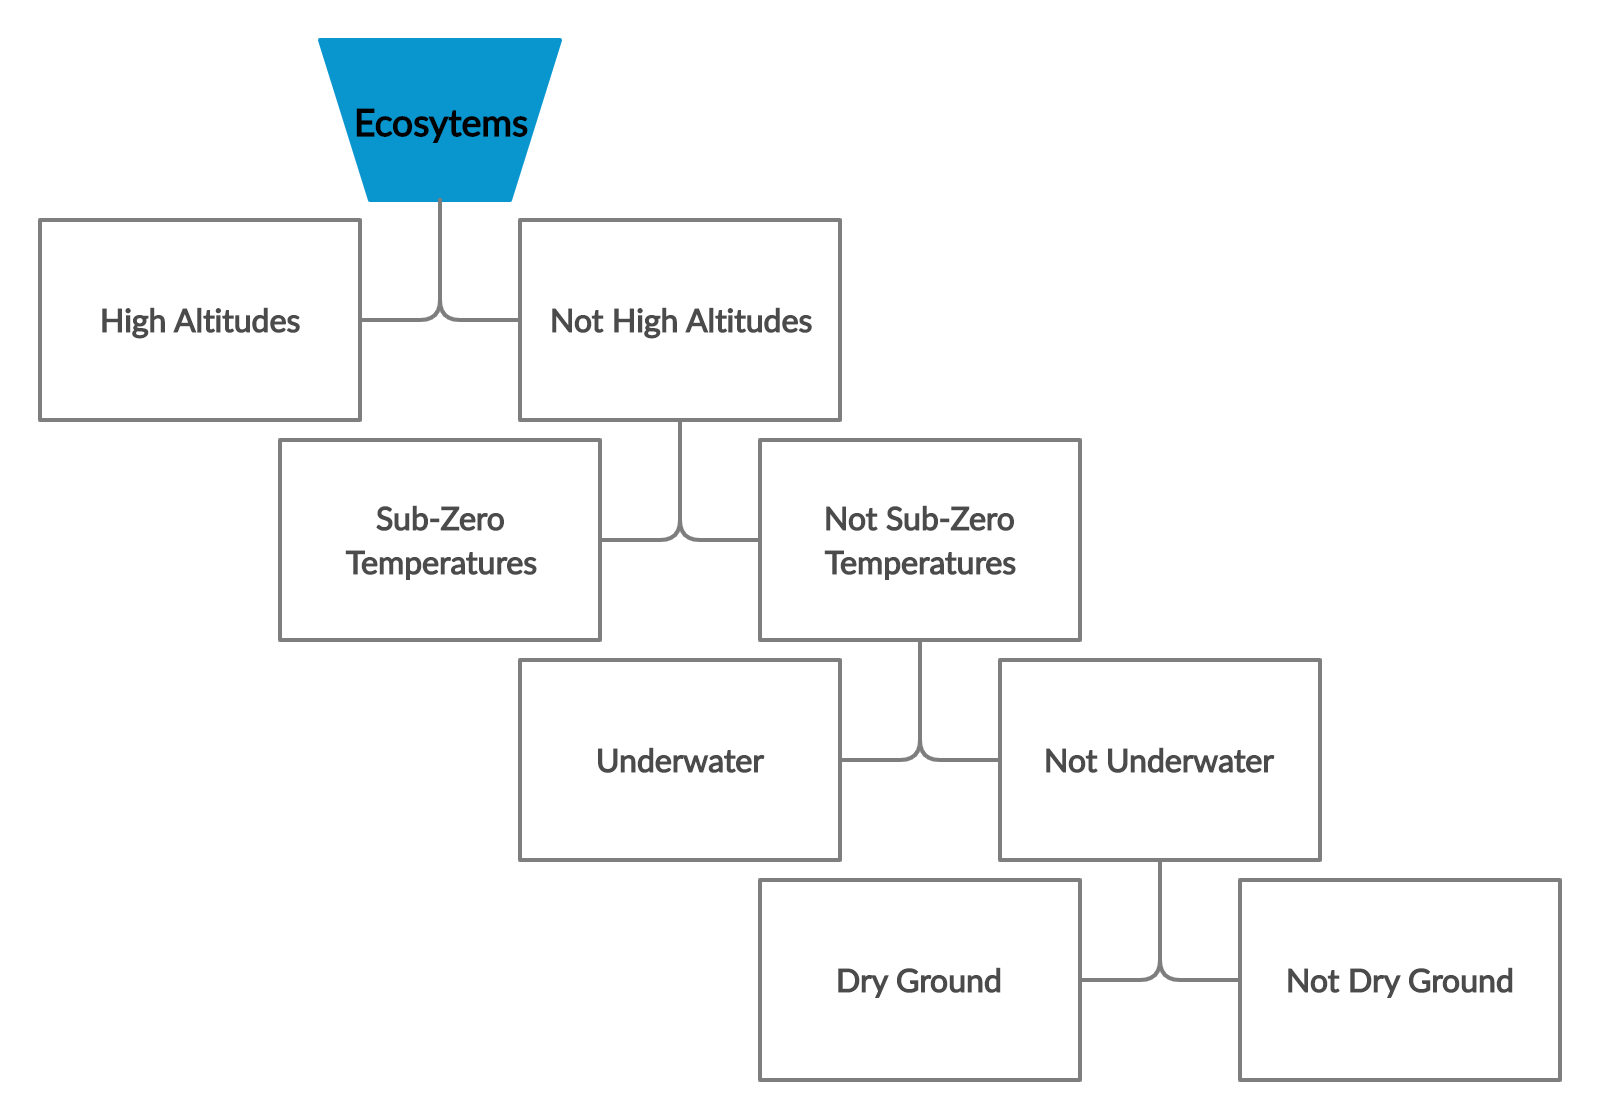 Ecosytems
High Altitudes
Not High Altitudes
Sub-Zero
Temperatures
Not Sub-Zero
Temperatures
Underwater
Not Underwater
Dry Ground
Not Dry Ground